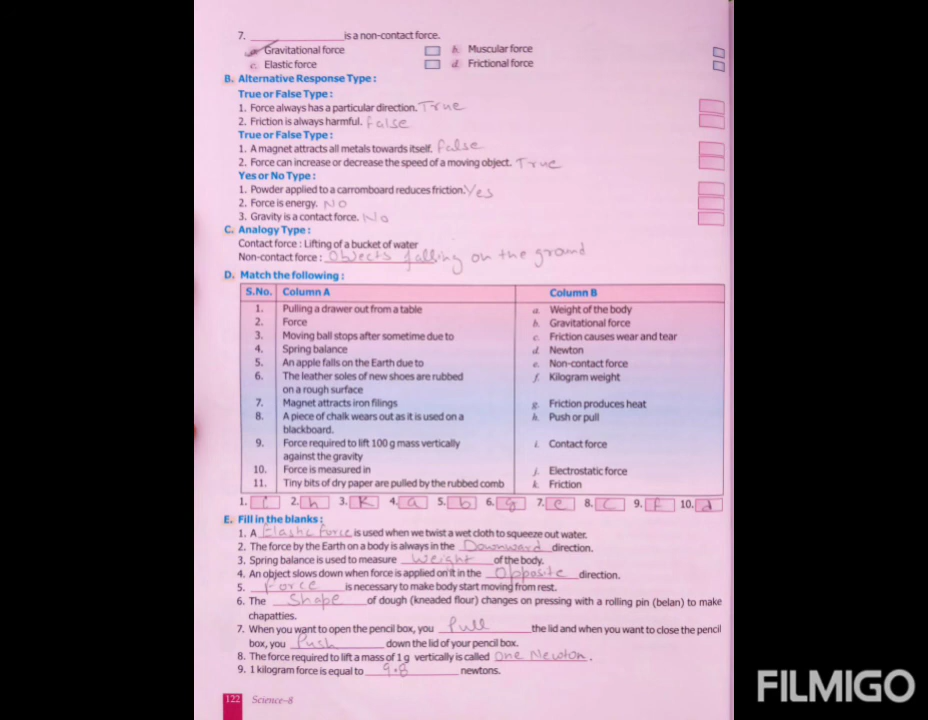 7. ____________ is a non-contact force.
a. Gravitational force b. Muscular force
c. Elastic force d. Frictional force
B. Alternative Response Type :
True or False Type :
1. Force always has a particular direction. True
2. Friction is always harmful. False
True or False Type :
1. A magnet attracts all metals towards itself. False
2. Force can increase or decrease the speed of a moving object. True
Yes or No Type :
1. Powder applied to a carromboard reduces friction. Yes
2. Force is energy. No
3. Gravity is a contact force. No
C. Analogy Type :
Contact force : Lifting of a bucket of water
Non-contact force : Objects falling on the ground
D. Match the following :
S.No. Column A Column B
1. Pulling a drawer out from a table a. Weight of the body
2. Force b. Gravitational force
3. Moving ball stops after sometime due to c. Friction causes wear and tear
4. Spring balance d. Newton
5. An apple falls on the Earth due to e. Non-contact force
6. The leather soles of new shoes are rubbed f. Kilogram weight
on a rough surface
7. Magnet attracts iron filings g. Friction produces heat
8. A piece of chalk wears out as it is used on a h. Push or pull
blackboard.
9. Force required to lift 100 g mass vertically i. Contact force
against the gravity
10. Force is measured in j. Electrostatic force
11. Tiny bits of dry paper are pulled by the rubbed comb k. Friction
1. i 2. h 3. K 4. a 5. b 6. g 7. e 8. C 9. f 10. d
E. Fill in the blanks :
1. A Elastic force is used when we twist a wet cloth to squeeze out water.
2. The force by the Earth on a body is always in the Downward direction.
3. Spring balance is used to measure Weight of the body.
4. An object slows down when force is applied on it in the Opposite direction.
5. Force is necessary to make body start moving from rest.
6. The Shape of dough (kneaded flour) changes on pressing with a rolling pin (belan) to make
chapatties.
7. When you want to open the pencil box, you Pull the lid and when you want to close the pencil
box, you Push down the lid of your pencil box.
8. The force required to lift a mass of 1 g vertically is called One Newton.
9. 1 kilogram force is equal to 9.8 newtons.
122 Science-8
FILMIGO